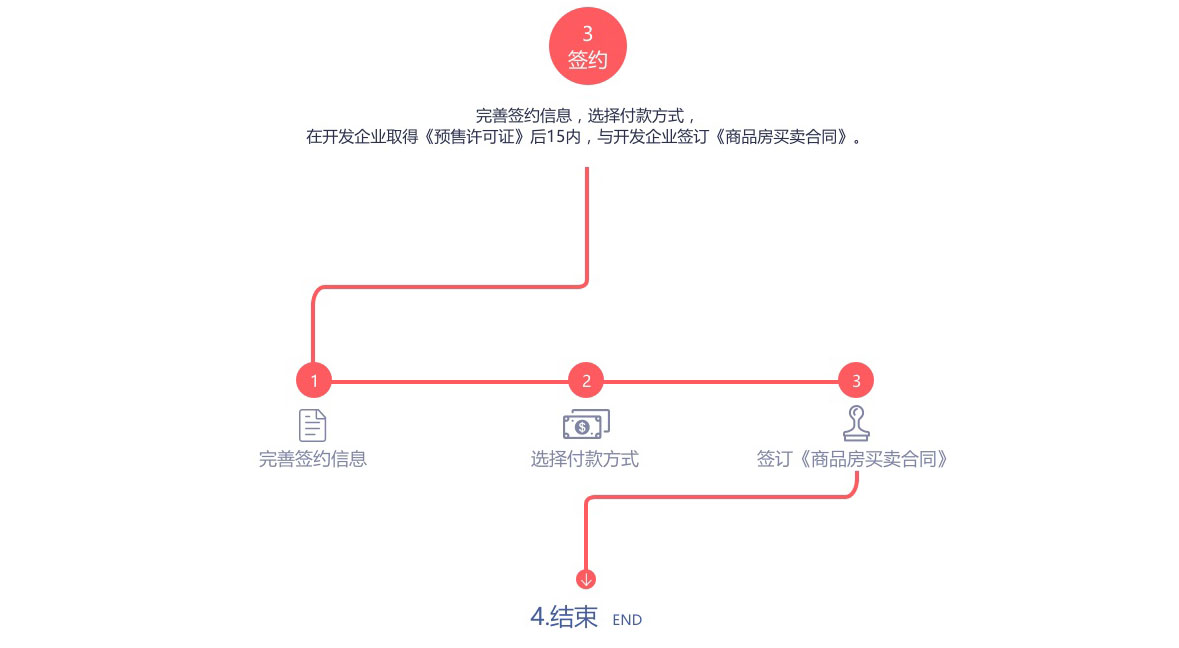 3
签约
完善签约信息，选择付款方式，
在开发企业取得《预售许可证》后15内，与开发企业签订《商品房买卖合同》。
1
2
3
$
完善签约信息
选择付款方式
签订《商品房买卖合同》
4.结束 END